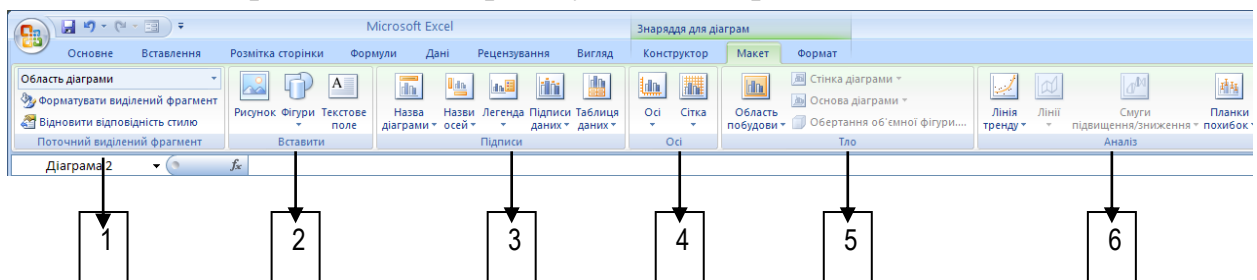 Microsoft Excel
Знаряддя для діаграм
Основне Вставлення Розмітка сторінки Формули Дані Рецензування Вигляд Конструктор Макет Формат
Область діаграми
Форматувати виділений фрагмент
Відновити відповідність стилю
Поточний виділений фрагмент
Рисунок Фігури Текстове поле
Вставити
Назва діаграми Назви осей Легенда Підписи даних Таблиця даних
Підписи
Осі Сітка
Осі
Область побудови
Стінка діаграми
Основа діаграми
Обертання об'ємної фігури....
Тло
Лінія тренду Лінії Смуги підвищення/зниження Планки похибок
Аналіз
Діаграма 2 fx
1 2 3 4 5 6